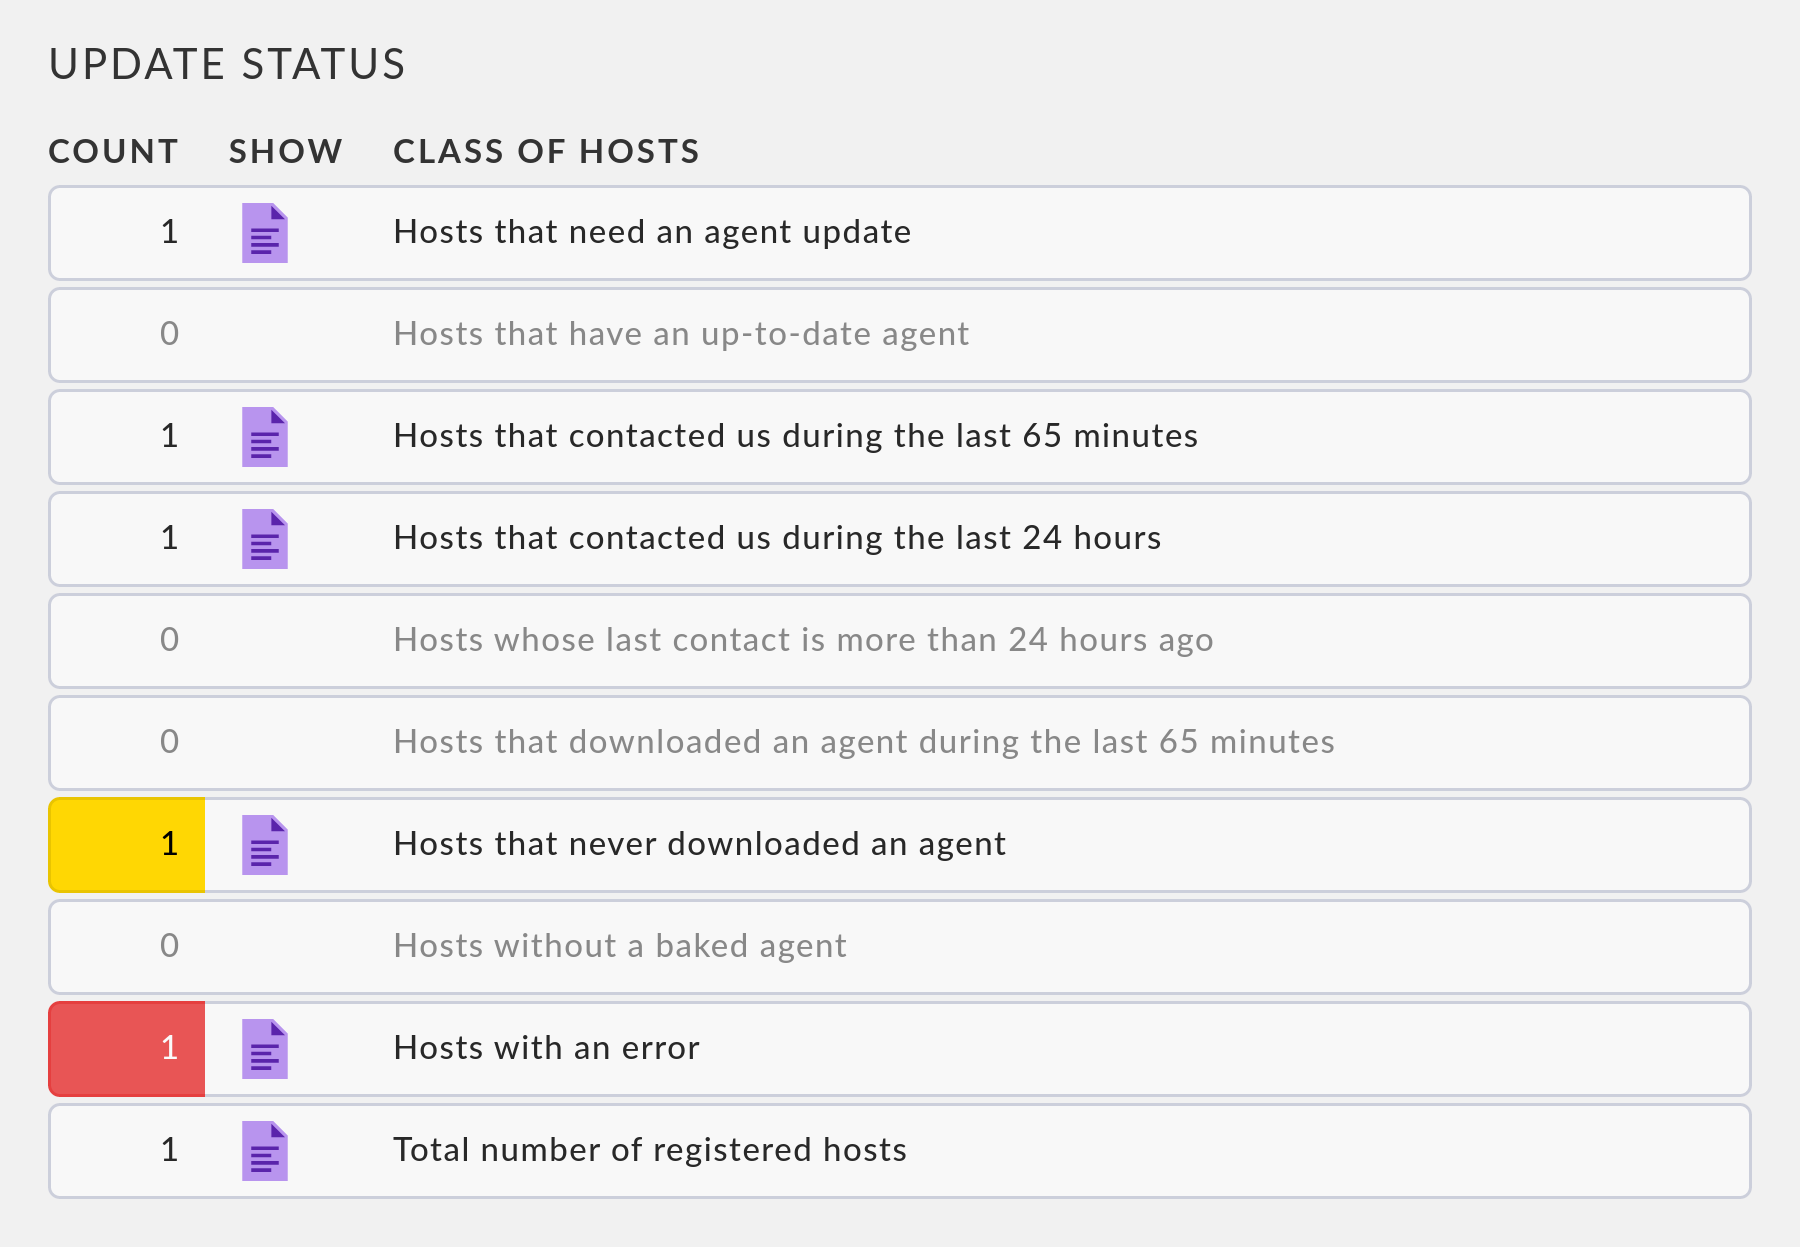 UPDATE STATUS
COUNT SHOW CLASS OF HOSTS
1 Hosts that need an agent update
0 Hosts that have an up-to-date agent
1 Hosts that contacted us during the last 65 minutes
1 Hosts that contacted us during the last 24 hours
0 Hosts whose last contact is more than 24 hours ago
0 Hosts that downloaded an agent during the last 65 minutes
1 Hosts that never downloaded an agent
0 Hosts without a baked agent
1 Hosts with an error
1 Total number of registered hosts